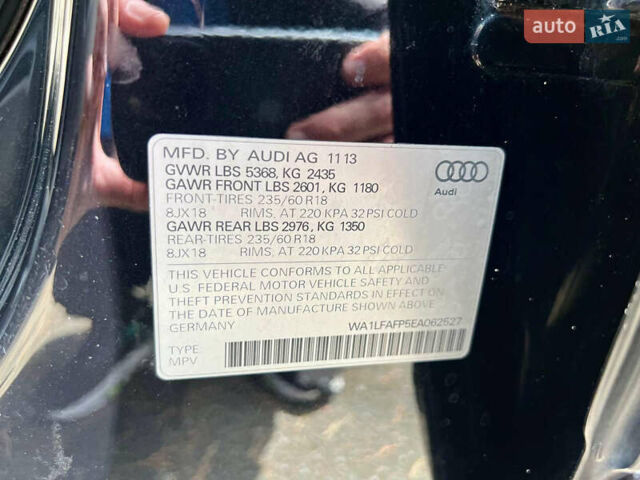 auto RIA.com
MFD. BY AUDI AG 11 13
GVWR LBS 5368, KG 2435
GAWR FRONT LBS 2601, KG 1180
FRONT-TIRES 235/60 R18
8JX18 RIMS, AT 220 KPA 32 PSI COLD
GAWR REAR LBS 2976, KG 1350
REAR-TIRES 235/60 R18
8JX18 RIMS, AT 220 KPA 32 PSI COLD
THIS VEHICLE CONFORMS TO ALL APPLICABLE
U.S FEDERAL MOTOR VEHICLE SAFETY AND
THEFT PREVENTION STANDARDS IN EFFECT ON
THE DATE OF MANUFACTURE SHOWN ABOVE.
GERMANY
WA1LFAFP5EA062527
TYPE:
MPV
Audi